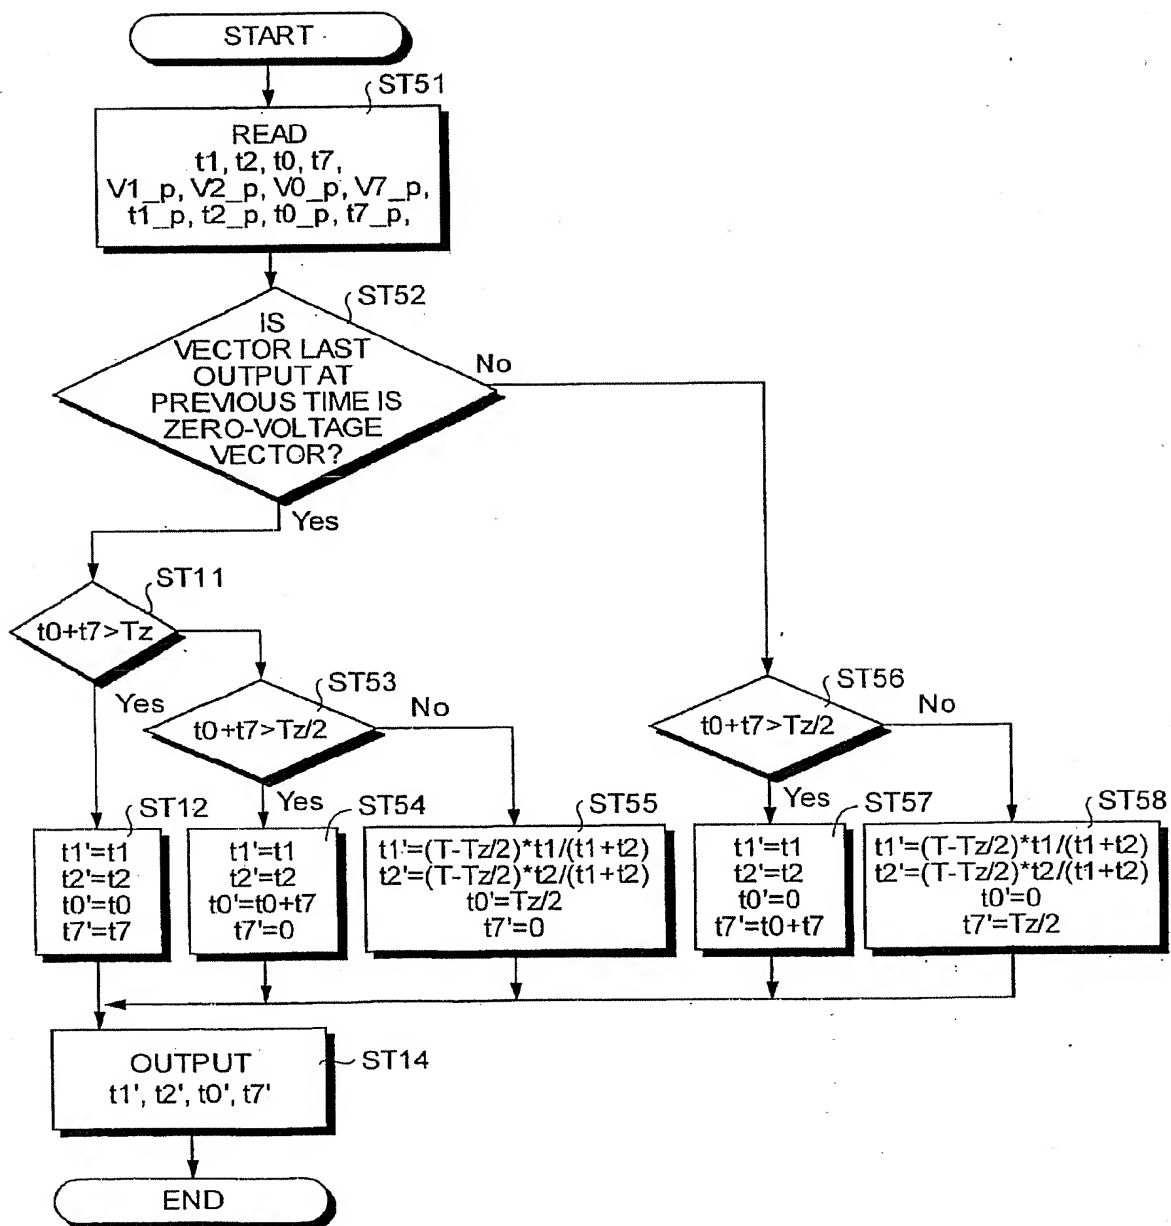 START
ST51
READ
t1, t2, t0, t7,
V1_p, V2_p, V0_p, V7_p,
t1_p, t2_p, t0_p, t7_p,
ST52
IS
VECTOR LAST
OUTPUT AT
PREVIOUS TIME IS
ZERO-VOLTAGE
VECTOR?
No
Yes
ST11
t0+t7>Tz
Yes
ST53
t0+t7>Tz/2
No
Yes
ST56
t0+t7>Tz/2
No
Yes
ST12
t1'=t1
t2'=t2
t0'=t0
t7'=t7
ST54
t1'=t1
t2'=t2
t0'=t0+t7
t7'=0
ST55
t1'=(T-Tz/2)*t1/(t1+t2)
t2'=(T-Tz/2)*t2/(t1+t2)
t0'=Tz/2
t7'=0
ST57
t1'=t1
t2'=t2
t0'=0
t7'=t0+t7
ST58
t1'=(T-Tz/2)*t1/(t1+t2)
t2'=(T-Tz/2)*t2/(t1+t2)
t0'=0
t7'=Tz/2
OUTPUT
t1', t2', t0', t7'
ST14
END